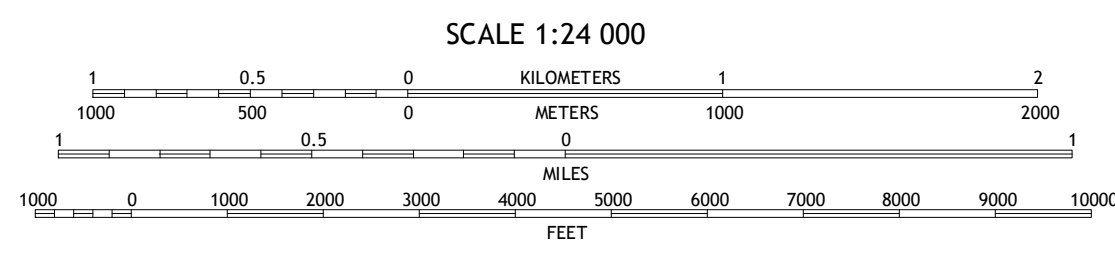 SCALE 1:24 000
1 0.5 0 KILOMETERS 1 2
1000 500 0 METERS 1000 2000
1 0.5 0 1
MILES
1000 0 1000 2000 3000 4000 5000 6000 7000 8000 9000 10000
FEET